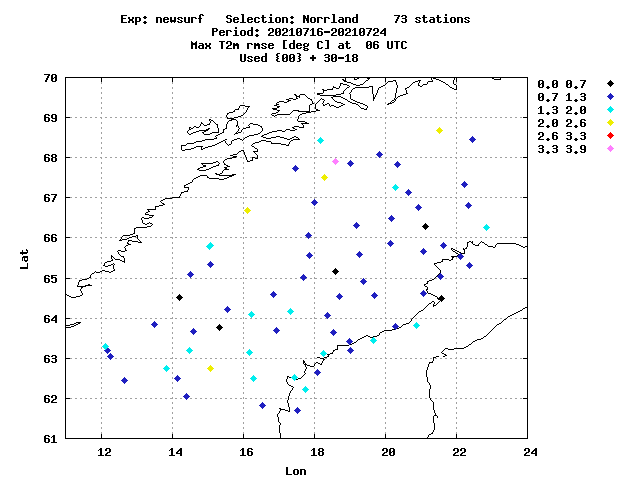 Exp: newsurf   Selection: Norrland     73 stations
Period: 20210716-20210724
Max T2m rmse [deg C] at  06 UTC
Used {00} + 30-18
0.0 0.7
0.7 1.3
1.3 2.0
2.0 2.6
2.6 3.3
3.3 3.9
70
69
68
67
66
65
64
63
62
61
Lat
12 14 16 18 20 22 24
Lon